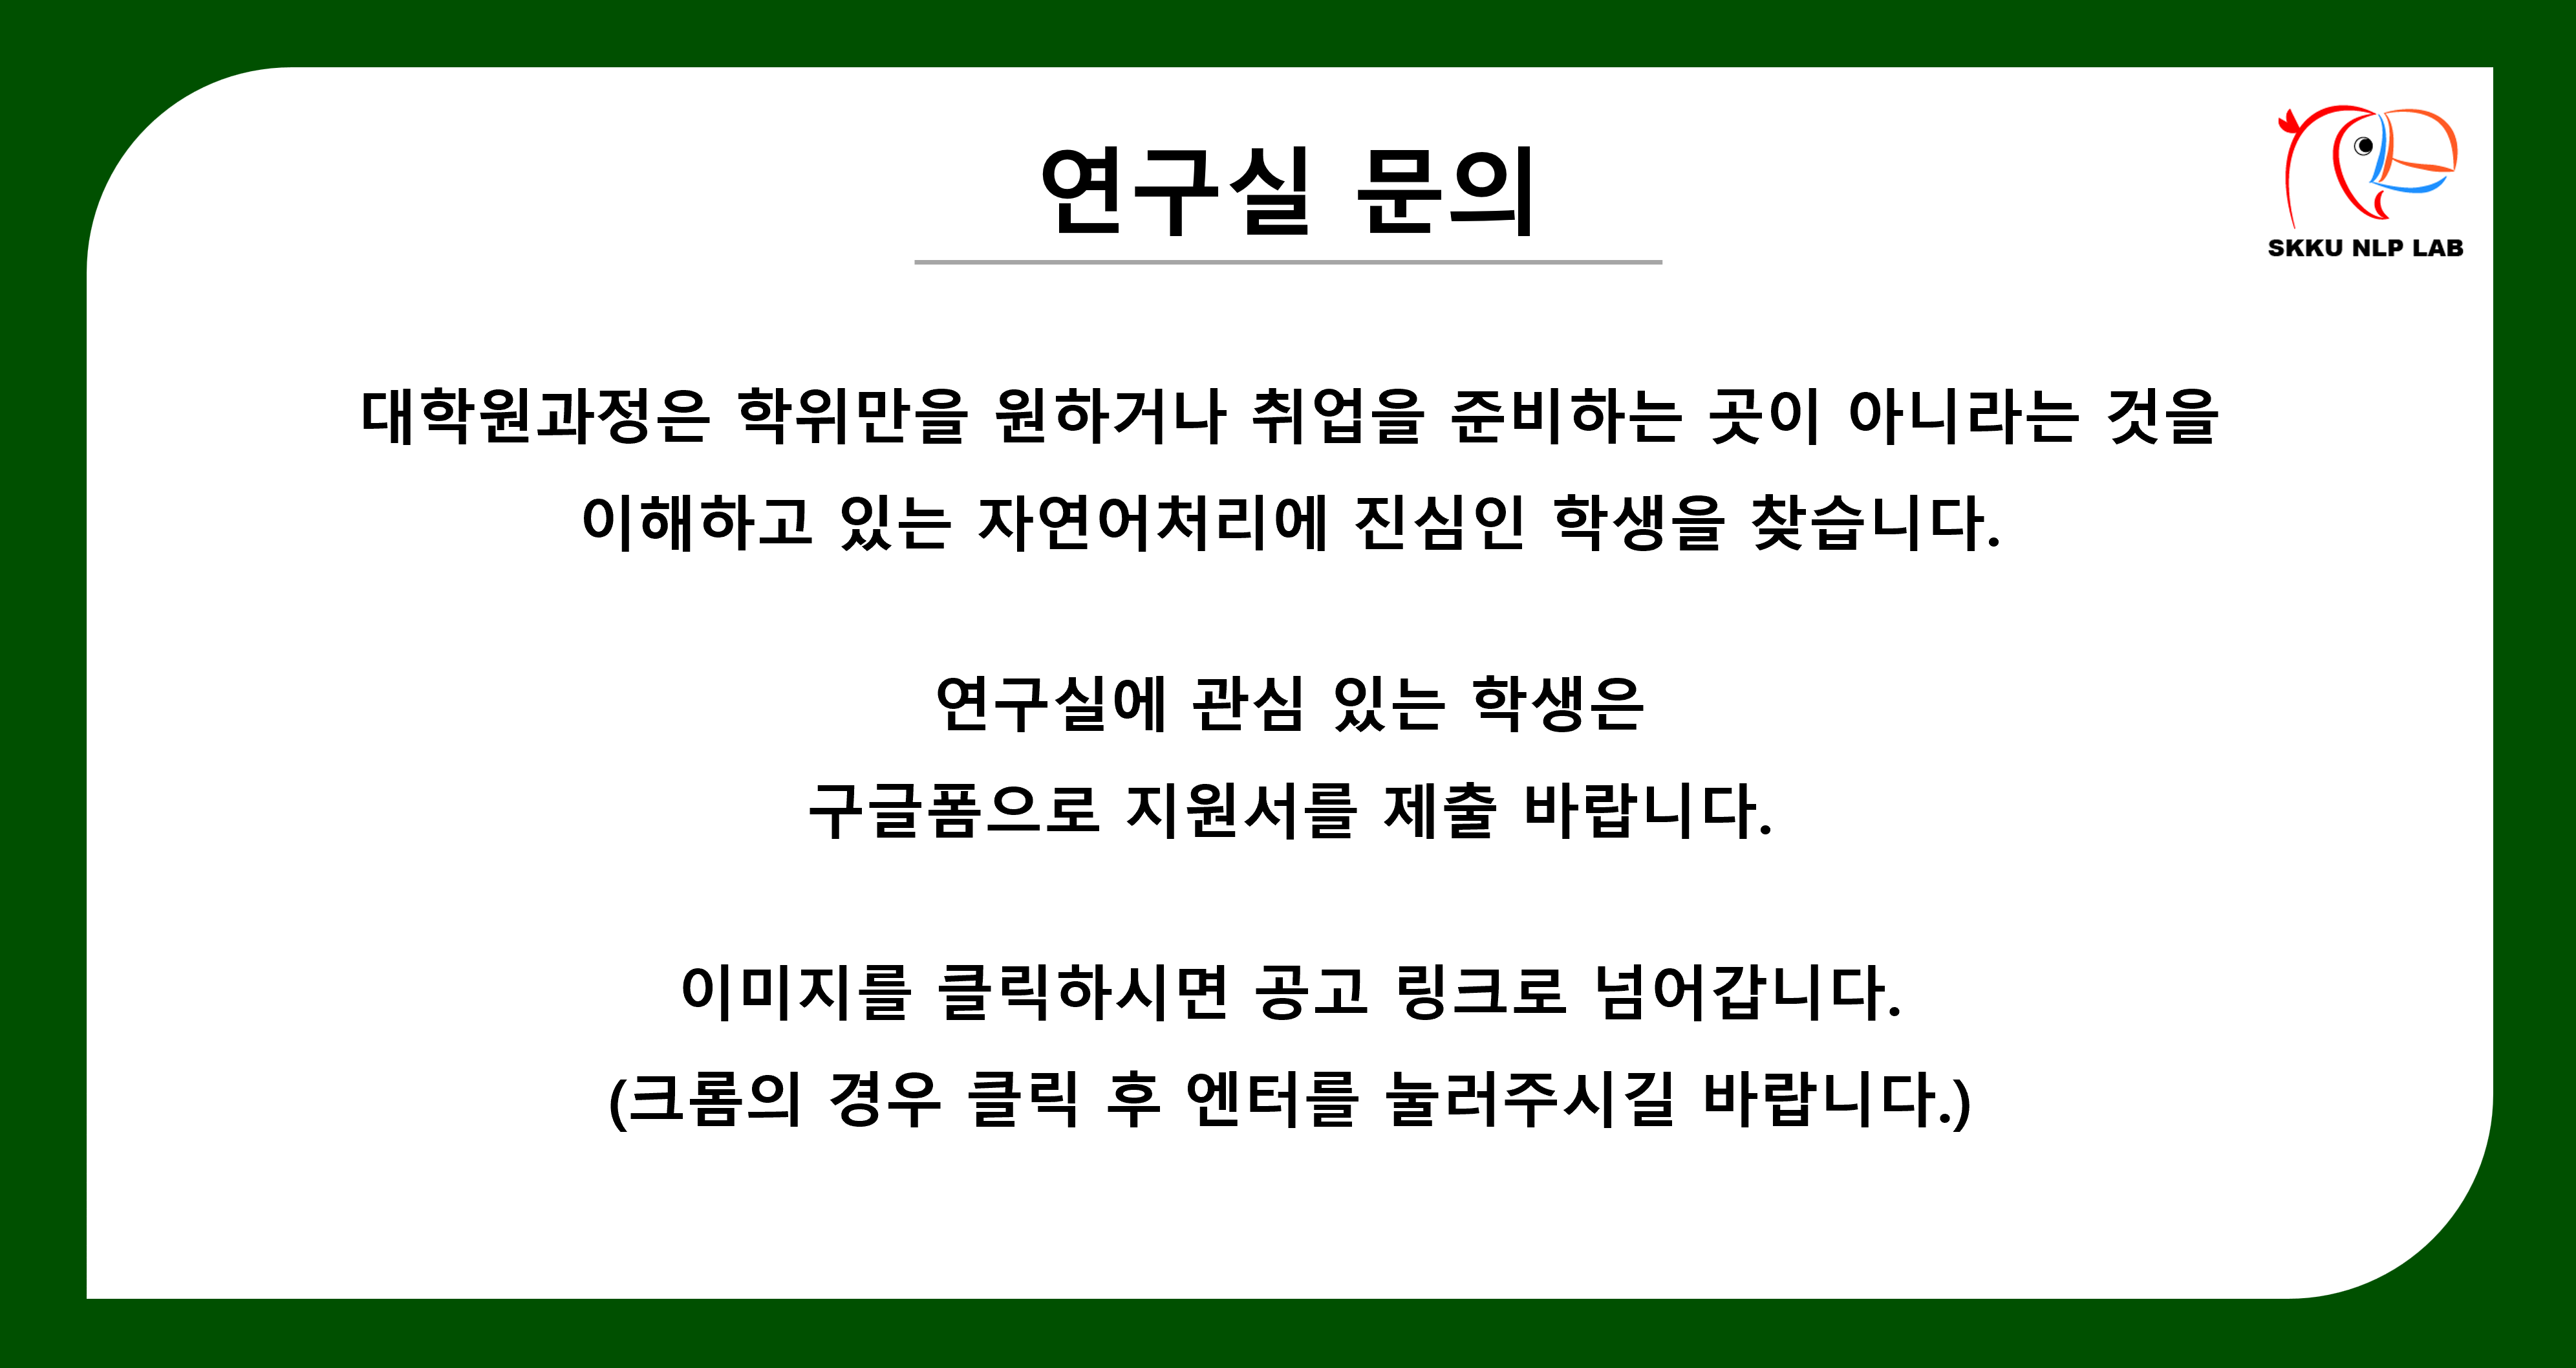 연구실 문의
SKKU NLP LAB
대학원과정은 학위만을 원하거나 취업을 준비하는 곳이 아니라는 것을
이해하고 있는 자연어처리에 진심인 학생을 찾습니다.
연구실에 관심 있는 학생은
구글폼으로 지원서를 제출 바랍니다.
이미지를 클릭하시면 공고 링크로 넘어갑니다.
(크롬의 경우 클릭 후 엔터를 눌러주시길 바랍니다.)